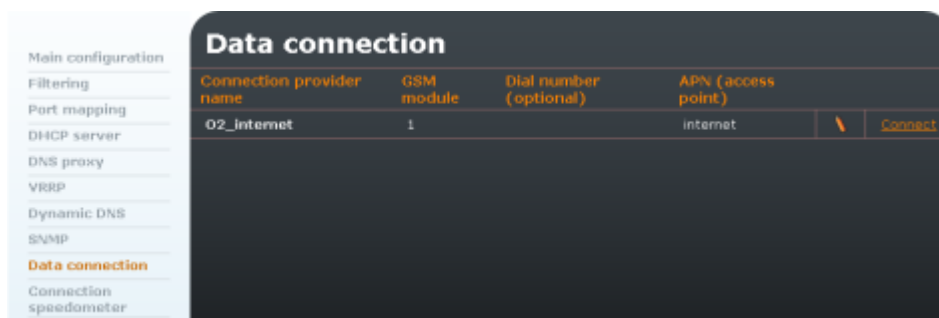 Main configuration
Filtering
Port mapping
DHCP server
DNS proxy
VRRP
Dynamic DNS
SNMP
Data connection
Connection
speedometer
Data connection
Connection provider
name
GSM
module
Dial number
(optional)
APN (access
point)
O2_internet
1
internet
Connect